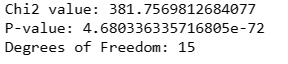 Chi2 value: 381.7569812684077
P-value: 4.680336335716805e-72
Degrees of Freedom: 15